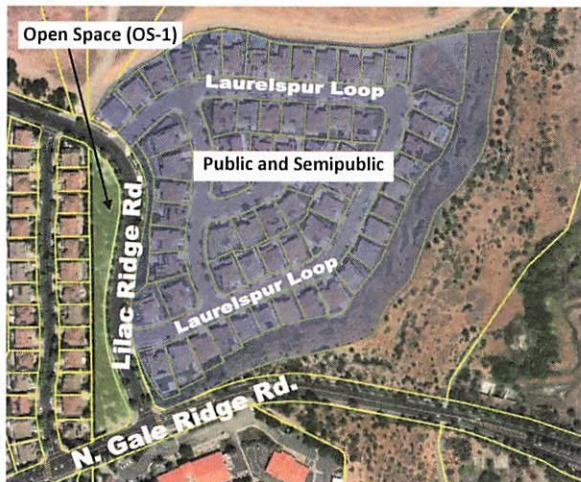 Open Space (OS-1)
Laurelspur Loop
Public and Semipublic
Lilac Ridge Rd.
Laurelspur Loop
N. Gale Ridge Rd.